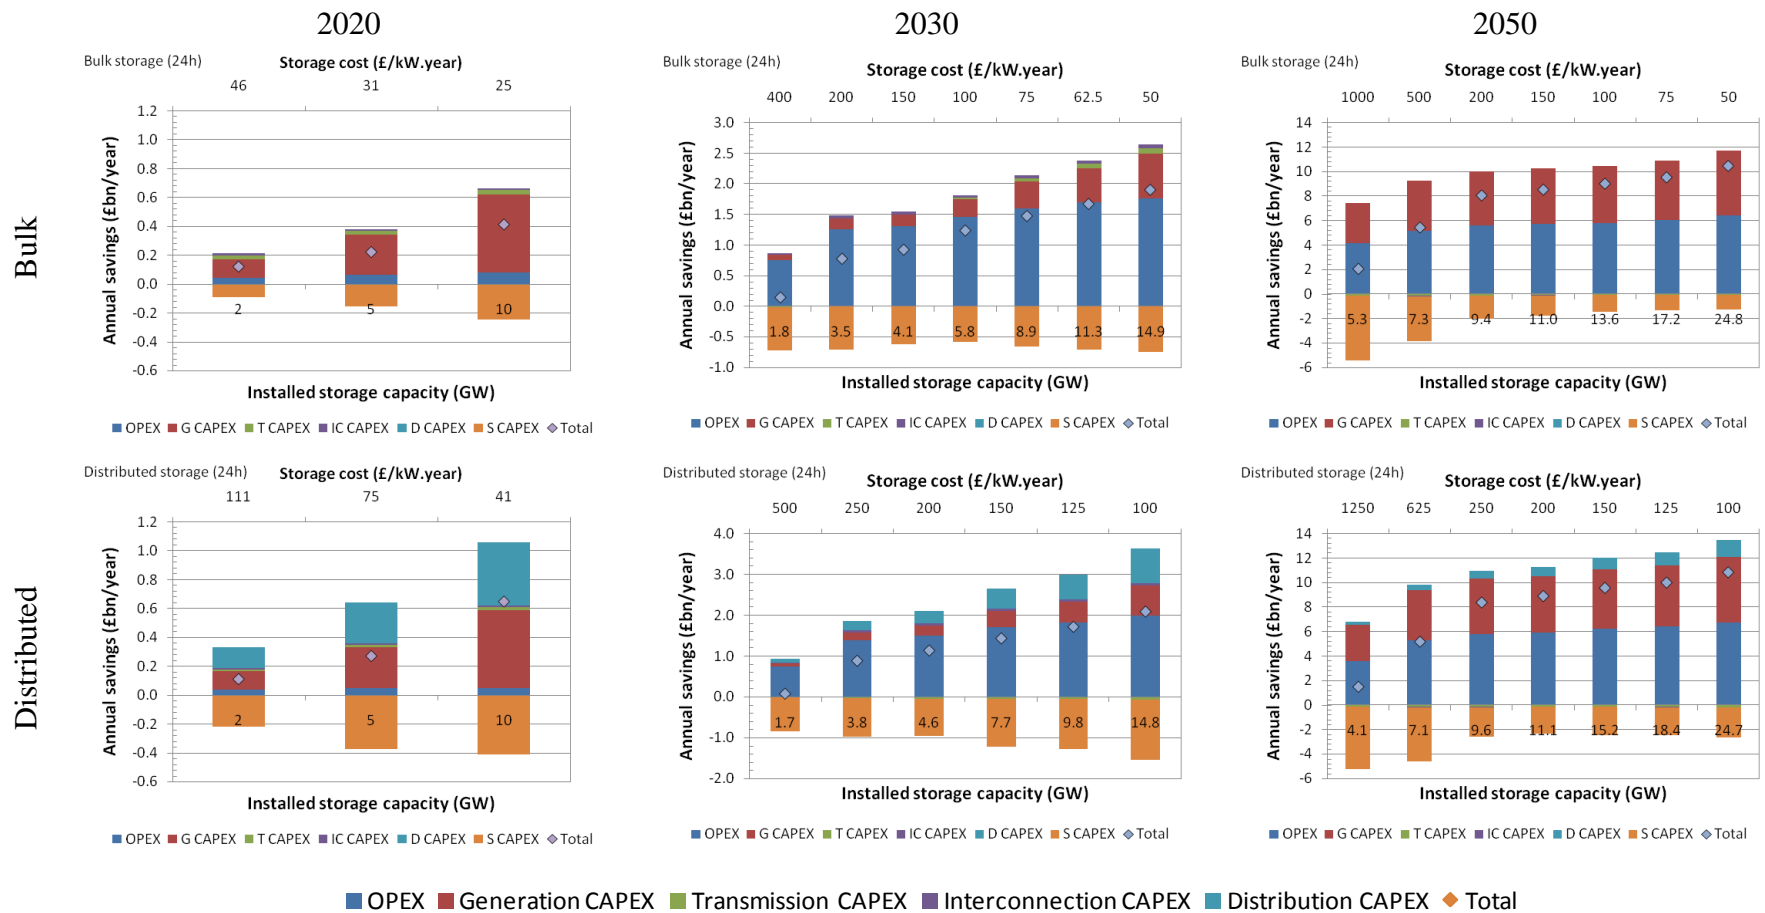 2020
2030
2050
Bulk
Bulk storage (24h)
Storage cost (£/kW.year)
46 31 25
Annual savings (£bn/year)
1.2
1.0
0.8
0.6
0.4
0.2
0.0
-0.2
-0.4
-0.6
2 5 10
Installed storage capacity (GW)
OPEX G CAPEX T CAPEX IC CAPEX D CAPEX S CAPEX Total
Bulk storage (24h)
Storage cost (£/kW.year)
400 200 150 100 75 62.5 50
Annual savings (£bn/year)
3.0
2.5
2.0
1.5
1.0
0.5
0.0
-0.5
-1.0
1.8 3.5 4.1 5.8 8.9 11.3 14.9
Installed storage capacity (GW)
OPEX G CAPEX T CAPEX IC CAPEX D CAPEX S CAPEX Total
Bulk storage (24h)
Storage cost (£/kW.year)
1000 500 200 150 100 75 50
Annual savings (£bn/year)
14
12
10
8
6
4
2
0
-2
-4
-6
5.3 7.3 9.4 11.0 13.6 17.2 24.8
Installed storage capacity (GW)
OPEX G CAPEX T CAPEX IC CAPEX D CAPEX S CAPEX Total
Distributed
Distributed storage (24h)
Storage cost (£/kW.year)
111 75 41
Annual savings (£bn/year)
1.2
1.0
0.8
0.6
0.4
0.2
0.0
-0.2
-0.4
-0.6
2 5 10
Installed storage capacity (GW)
OPEX G CAPEX T CAPEX IC CAPEX D CAPEX S CAPEX Total
Distributed storage (24h)
Storage cost (£/kW.year)
500 250 200 150 125 100
Annual savings (£bn/year)
4.0
3.0
2.0
1.0
0.0
-1.0
-2.0
1.7 3.8 4.6 7.7 9.8 14.8
Installed storage capacity (GW)
OPEX G CAPEX T CAPEX IC CAPEX D CAPEX S CAPEX Total
Distributed storage (24h)
Storage cost (£/kW.year)
1250 625 250 200 150 125 100
Annual savings (£bn/year)
14
12
10
8
6
4
2
0
-2
-4
-6
4.1 7.1 9.6 11.1 15.2 18.4 24.7
Installed storage capacity (GW)
OPEX G CAPEX T CAPEX IC CAPEX D CAPEX S CAPEX Total
OPEX Generation CAPEX Transmission CAPEX Interconnection CAPEX Distribution CAPEX Total